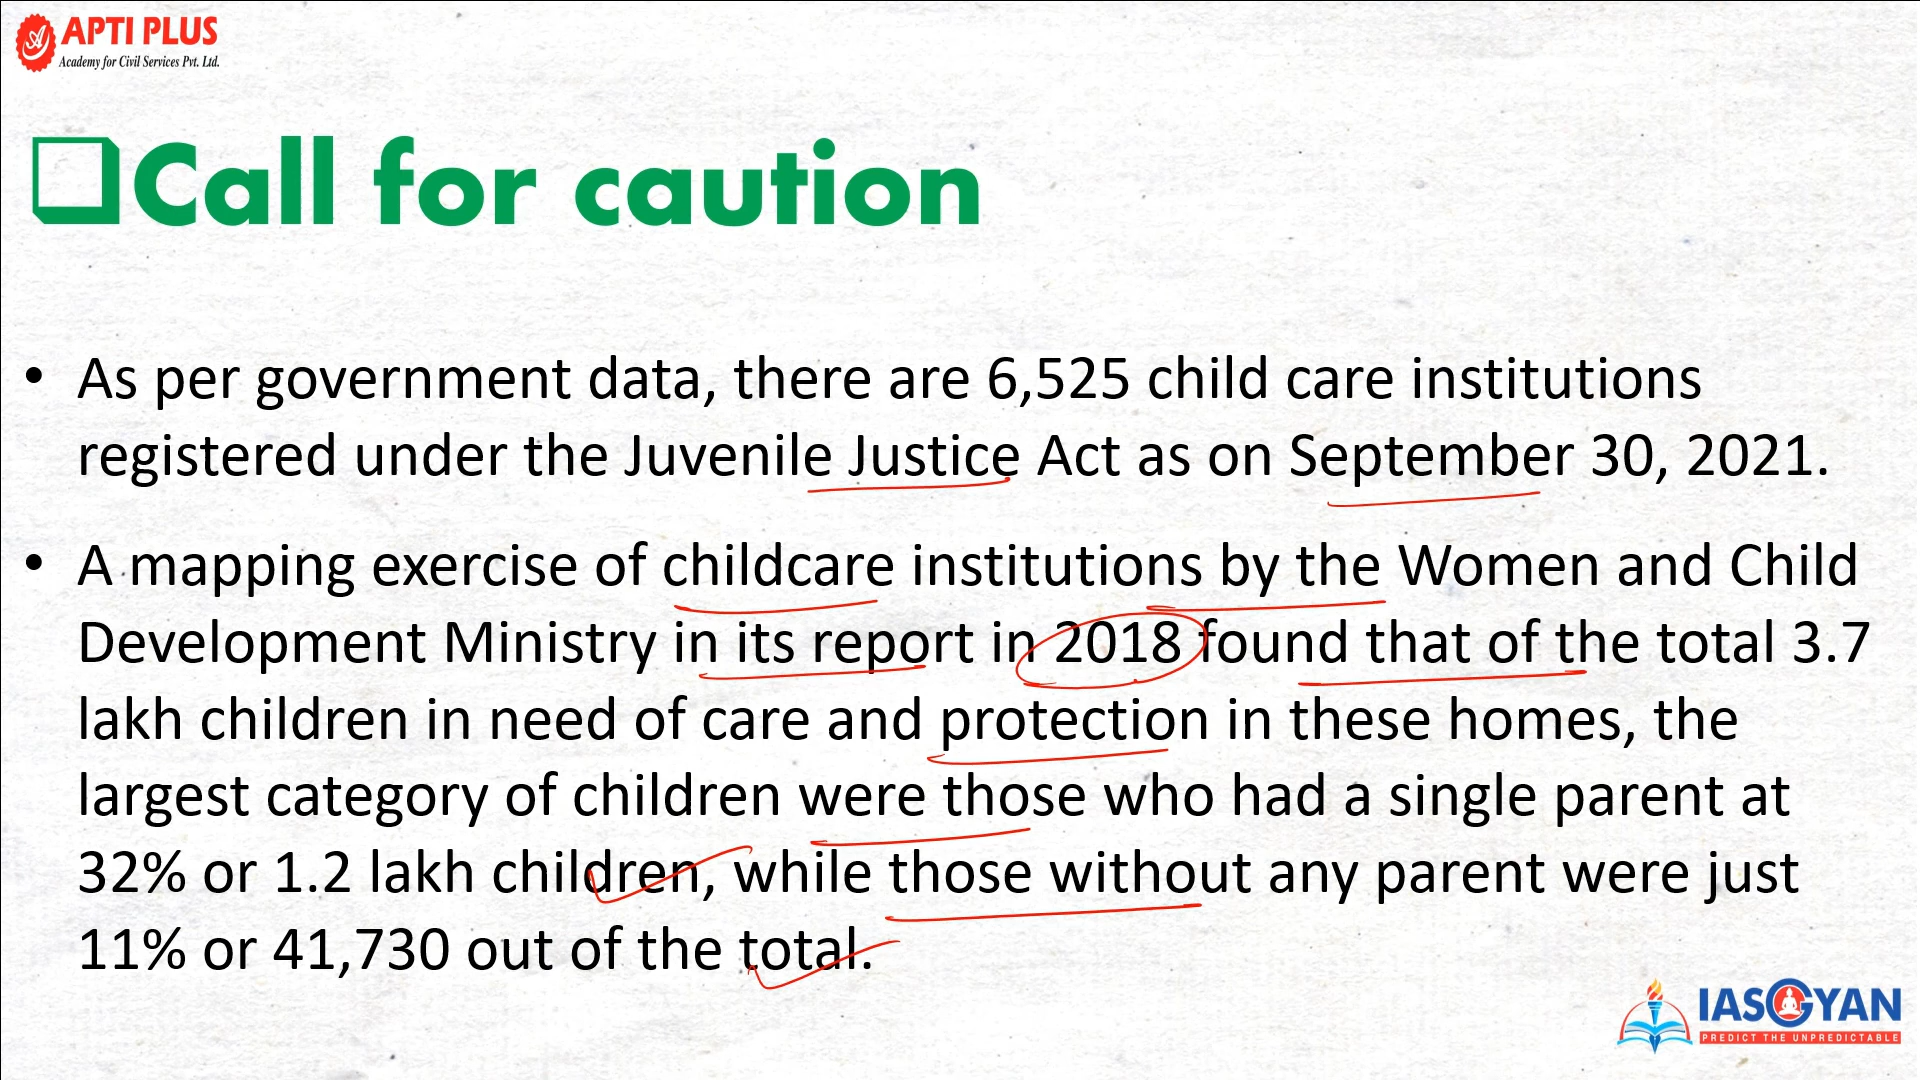 APTI PLUS
Academy for Civil Services Pvt. Ltd.
Call for caution
• As per government data, there are 6,525 child care institutions
registered under the Juvenile Justice Act as on September 30, 2021.
• A mapping exercise of childcare institutions by the Women and Child
Development Ministry in its report in 2018 found that of the total 3.7
lakh children in need of care and protection in these homes, the
largest category of children were those who had a single parent at
32% or 1.2 lakh children, while those without any parent were just
11% or 41,730 out of the total.
IASGYAN
PREDICT THE UNPREDICTABLE